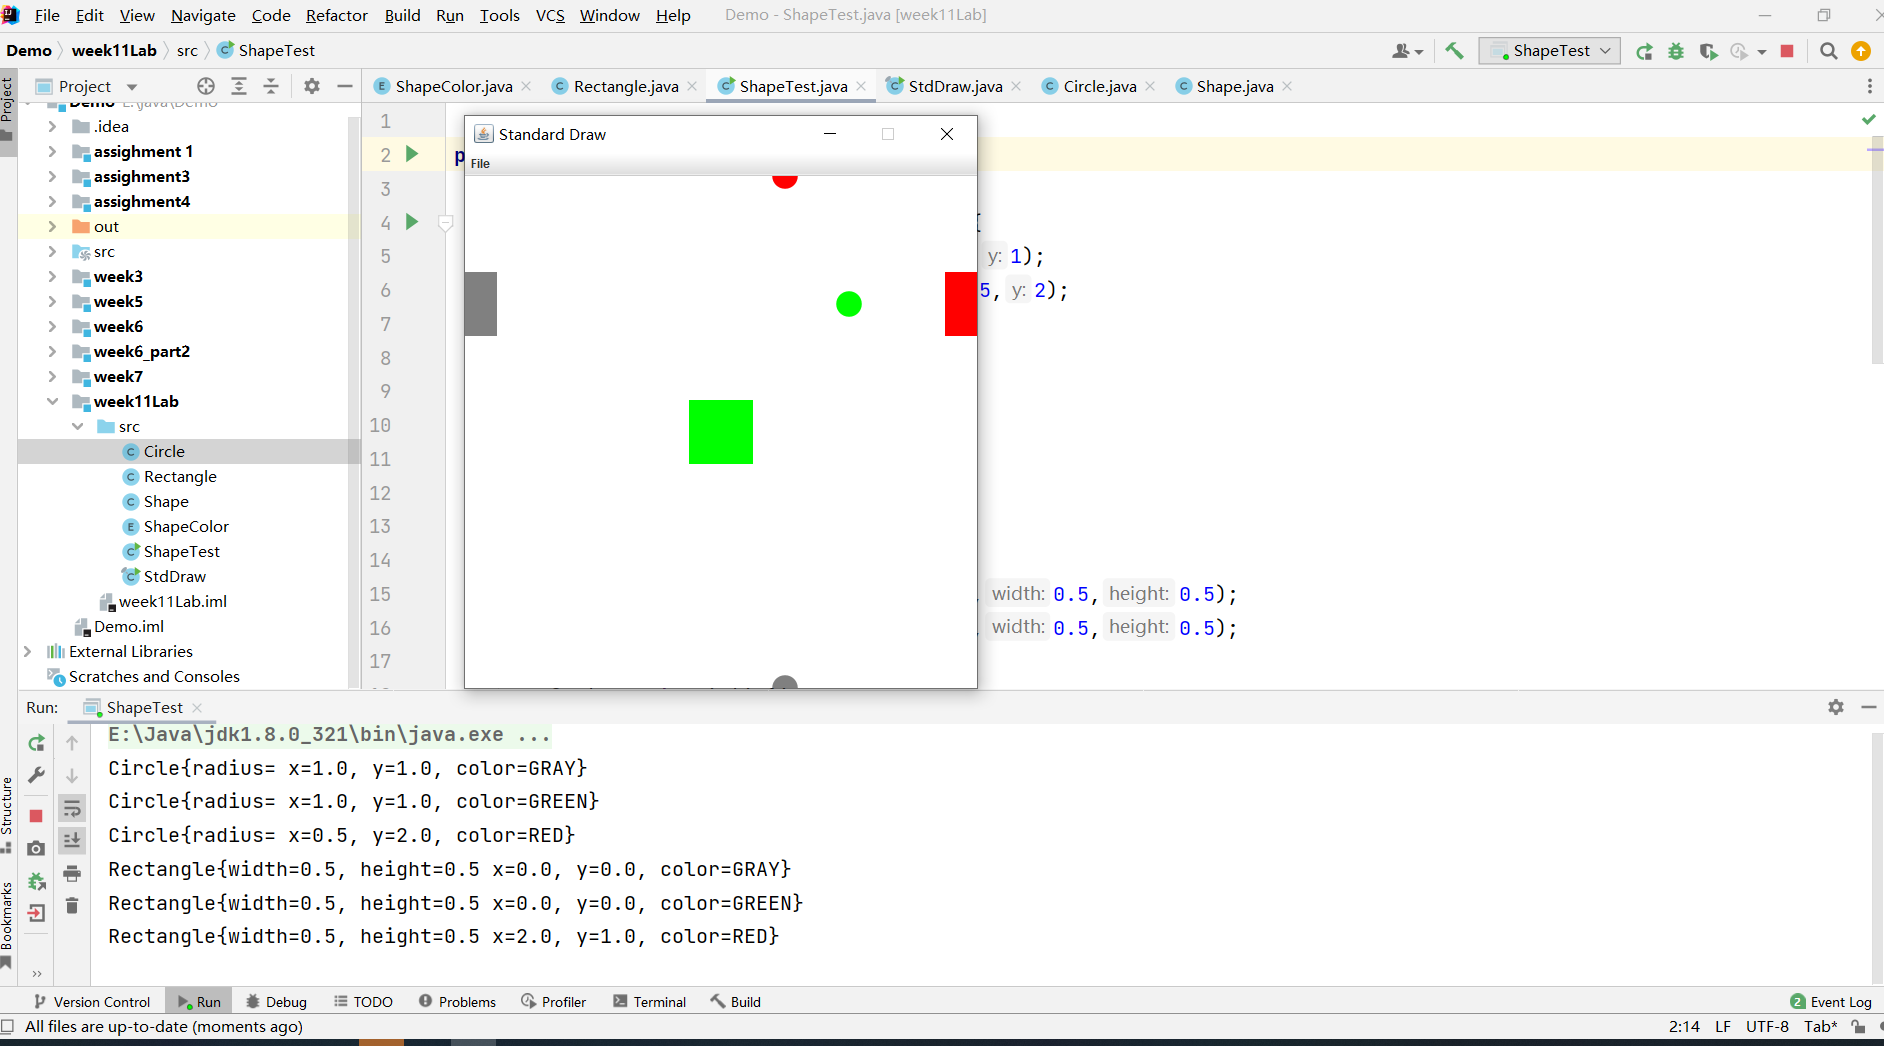 File Edit View Navigate Code Refactor Build Run Tools VCS Window Help Demo - ShapeTest.java [week11Lab]
Demo week11Lab src ShapeTest ShapeTest
Project ShapeColor.java Rectangle.java ShapeTest.java StdDraw.java Circle.java Shape.java
Demo E:\java\Demo
.idea
assighment 1
assighment3
assighment4
out
src
week3
week5
week6
week6_part2
week7
week11Lab
src
Circle
Rectangle
Shape
ShapeColor
ShapeTest
StdDraw
week11Lab.iml
Demo.iml
External Libraries
Scratches and Consoles
Project
Structure
Bookmarks
1
2 p
3
4 {
5 y: 1);
6 5, y: 2);
7
8
9
10
11
12
13
14
15 , width: 0.5, height: 0.5);
16 , width: 0.5, height: 0.5);
17
Standard Draw
File
Run: ShapeTest
E:\Java\jdk1.8.0_321\bin\java.exe ...
Circle{radius= x=1.0, y=1.0, color=GRAY}
Circle{radius= x=1.0, y=1.0, color=GREEN}
Circle{radius= x=0.5, y=2.0, color=RED}
Rectangle{width=0.5, height=0.5 x=0.0, y=0.0, color=GRAY}
Rectangle{width=0.5, height=0.5 x=0.0, y=0.0, color=GREEN}
Rectangle{width=0.5, height=0.5 x=2.0, y=1.0, color=RED}
Version Control Run Debug TODO Problems Profiler Terminal Build 2 Event Log
All files are up-to-date (moments ago) 2:14 LF UTF-8 Tab*